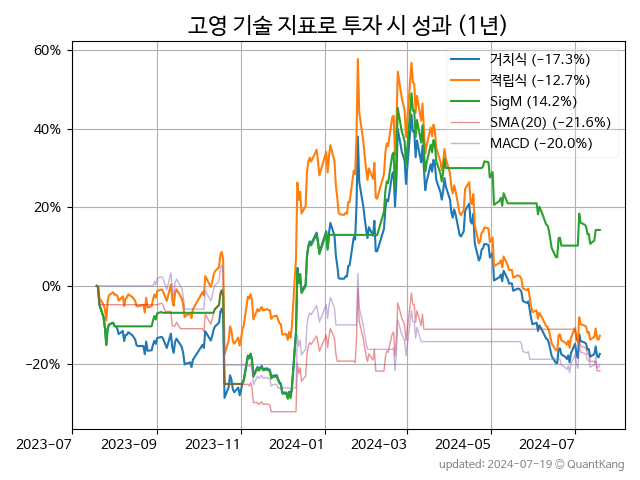 고영 기술 지표로 투자 시 성과 (1년)
60%
40%
20%
0%
−20%
거치식 (−17.3%)
적립식 (−12.7%)
SigM (14.2%)
SMA(20) (−21.6%)
MACD (−20.0%)
2023-07 2023-09 2023-11 2024-01 2024-03 2024-05 2024-07
updated: 2024-07-19 © QuantKang